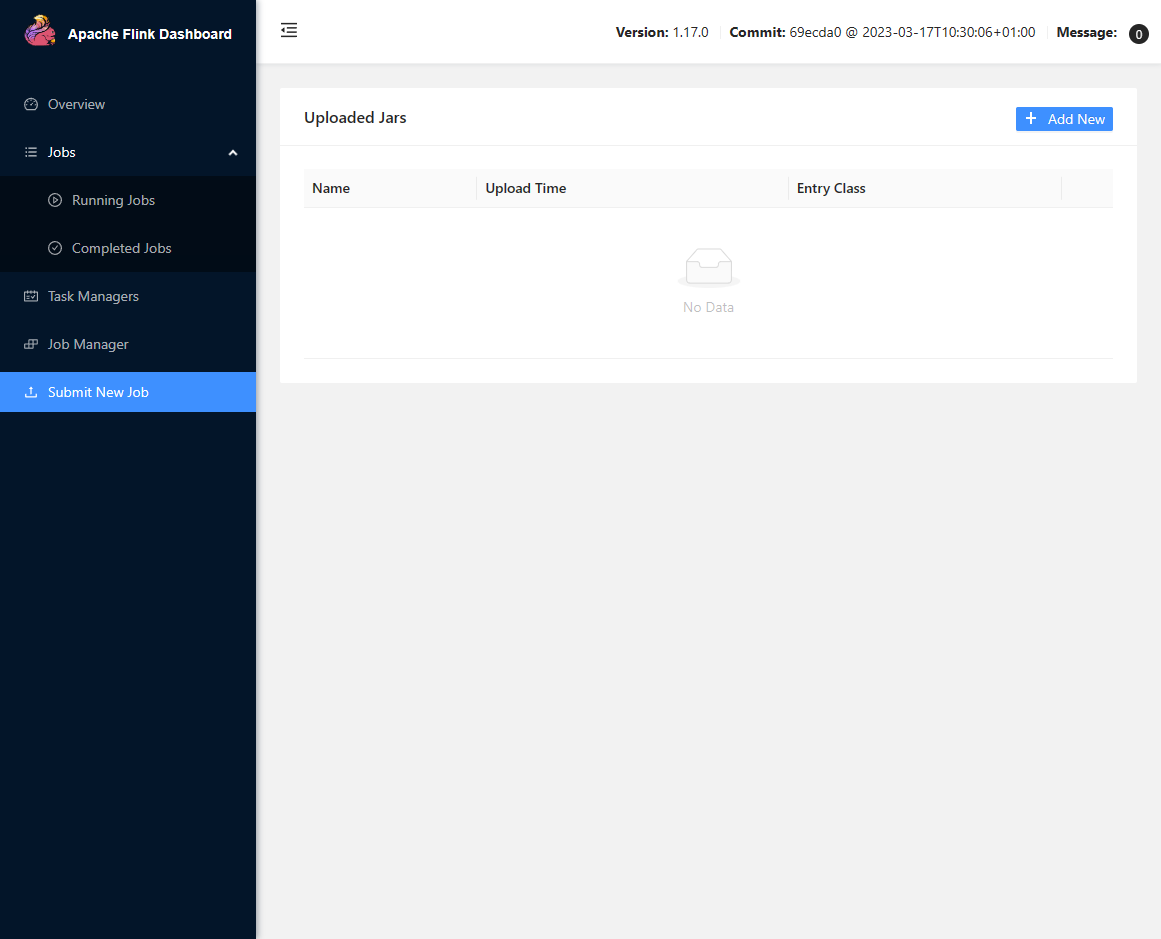 Apache Flink Dashboard
Version: 1.17.0 Commit: 69ecda0 @ 2023-03-17T10:30:06+01:00 Message: 0
Overview
Jobs
Running Jobs
Completed Jobs
Task Managers
Job Manager
Submit New Job
Uploaded Jars
Add New
Name Upload Time Entry Class
No Data